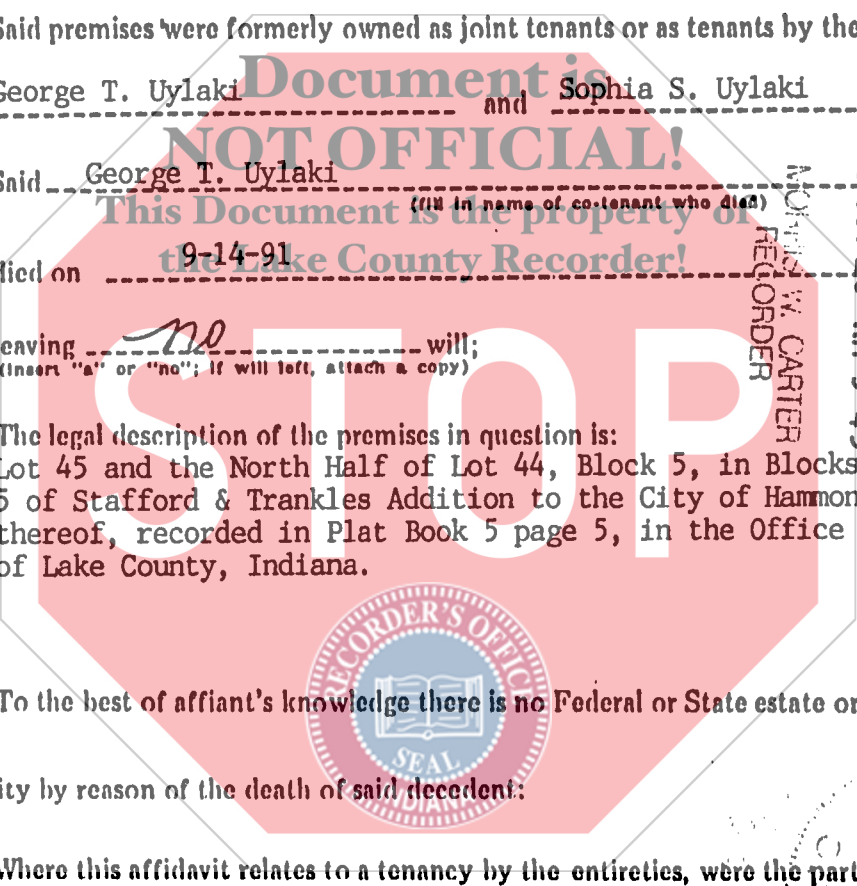 Said premises were formerly owned as joint tenants or as tenants by the
George T. Uylaki and Sophia S. Uylaki
Said George T. Uylaki
(fill in name of co-tenant who died)
died on 9-14-91
leaving no will;
(insert "a" or "no"; if will left, attach a copy)
The legal description of the premises in question is:
Lot 45 and the North Half of Lot 44, Block 5, in Blocks
5 of Stafford & Trankles Addition to the City of Hammon
thereof, recorded in Plat Book 5 page 5, in the Office
of Lake County, Indiana.
To the best of affiant's knowledge there is no Federal or State estate or
ity by reason of the death of said decedent:
Where this affidavit relates to a tenancy by the entireties, were the part
Document is
NOT OFFICIAL!
This Document is the property of
the Lake County Recorder!
STOP
RECORDER'S OFFICE
SEAL
INDIANA
W. CARTER
RECORDER